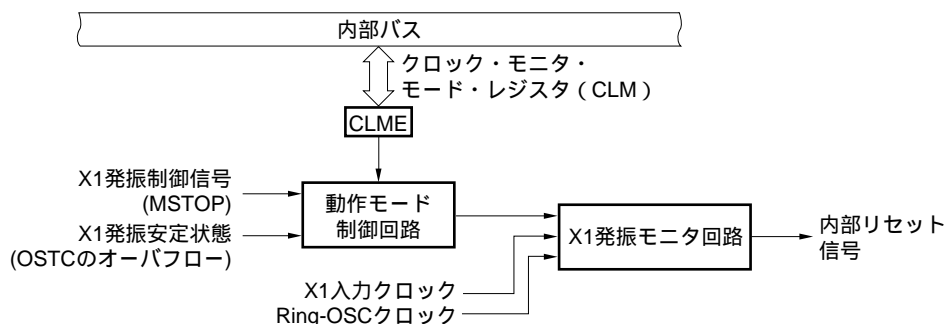 内部バス
クロック・モニタ・
モード・レジスタ（CLM）
CLME
X1発振制御信号
(MSTOP)
X1発振安定状態
(OSTCのオーバフロー)
動作モード
制御回路
X1発振モニタ回路
内部リセット
信号
X1入力クロック
Ring-OSCクロック